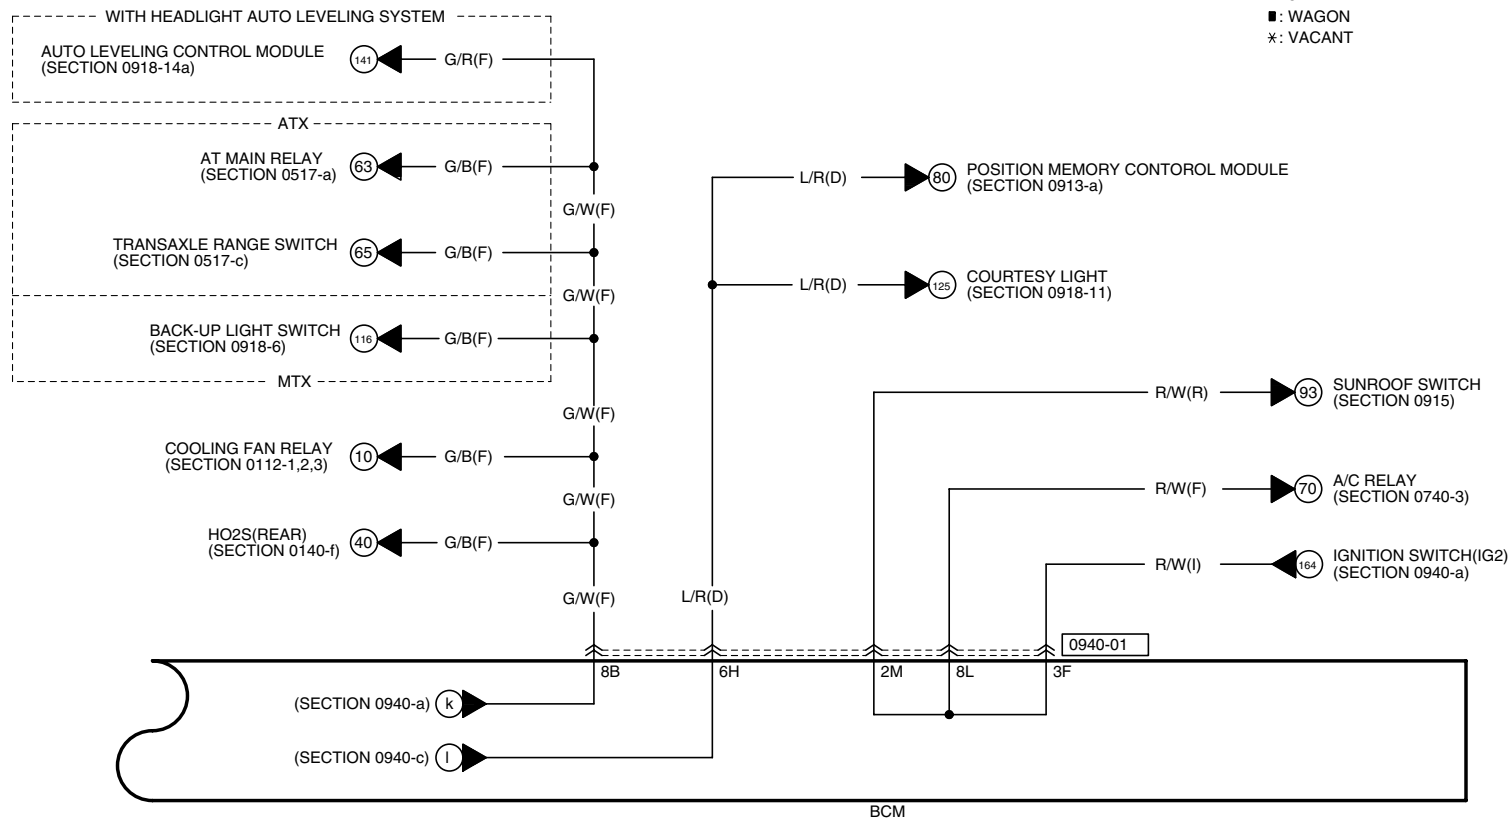 ■: WAGON
*: VACANT
WITH HEADLIGHT AUTO LEVELING SYSTEM
AUTO LEVELING CONTROL MODULE
(SECTION 0918-14a)
141
G/R(F)
ATX
AT MAIN RELAY
(SECTION 0517-a)
63
G/B(F)
G/W(F)
TRANSAXLE RANGE SWITCH
(SECTION 0517-c)
65
G/B(F)
G/W(F)
BACK-UP LIGHT SWITCH
(SECTION 0918-6)
116
G/B(F)
MTX
G/W(F)
COOLING FAN RELAY
(SECTION 0112-1,2,3)
10
G/B(F)
G/W(F)
HO2S(REAR)
(SECTION 0140-f)
40
G/B(F)
G/W(F)
L/R(D)
80
POSITION MEMORY CONTOROL MODULE
(SECTION 0913-a)
L/R(D)
125
COURTESY LIGHT
(SECTION 0918-11)
L/R(D)
R/W(R)
93
SUNROOF SWITCH
(SECTION 0915)
R/W(F)
70
A/C RELAY
(SECTION 0740-3)
R/W(I)
164
IGNITION SWITCH(IG2)
(SECTION 0940-a)
0940-01
8B
6H
2M
8L
3F
(SECTION 0940-a) k
(SECTION 0940-c) l
BCM